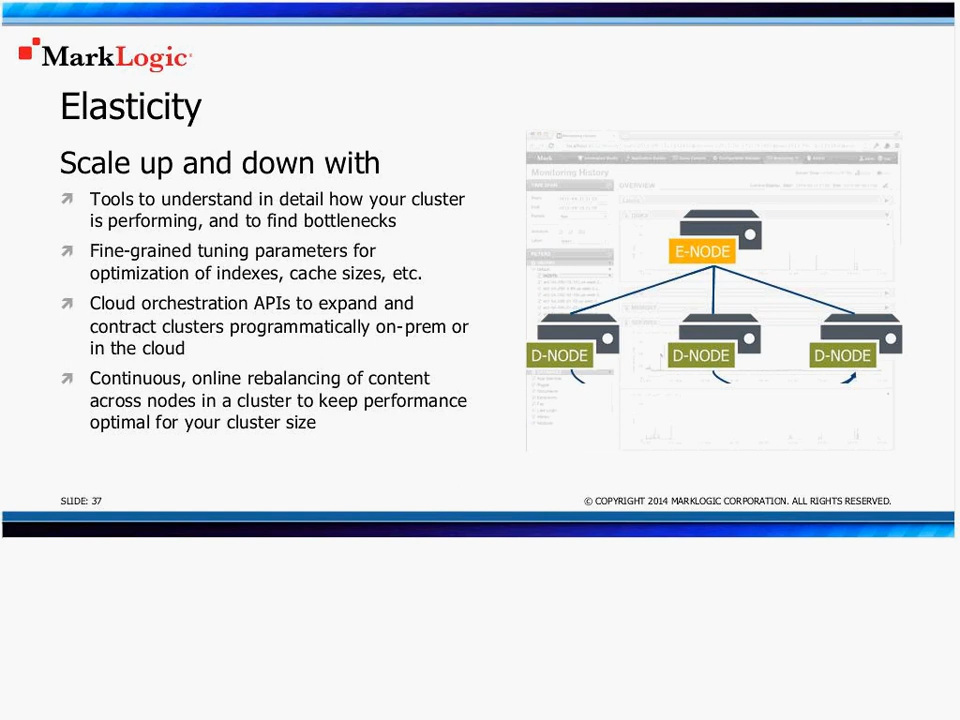 MarkLogic
Elasticity
Scale up and down with
Tools to understand in detail how your cluster
is performing, and to find bottlenecks
Fine-grained tuning parameters for
optimization of indexes, cache sizes, etc.
Cloud orchestration APIs to expand and
contract clusters programmatically on-prem or
in the cloud
Continuous, online rebalancing of content
across nodes in a cluster to keep performance
optimal for your cluster size
Monitoring History
OVERVIEW
E-NODE
FILTERS
D-NODE
D-NODE
D-NODE
SLIDE: 37
© COPYRIGHT 2014 MARKLOGIC CORPORATION. ALL RIGHTS RESERVED.